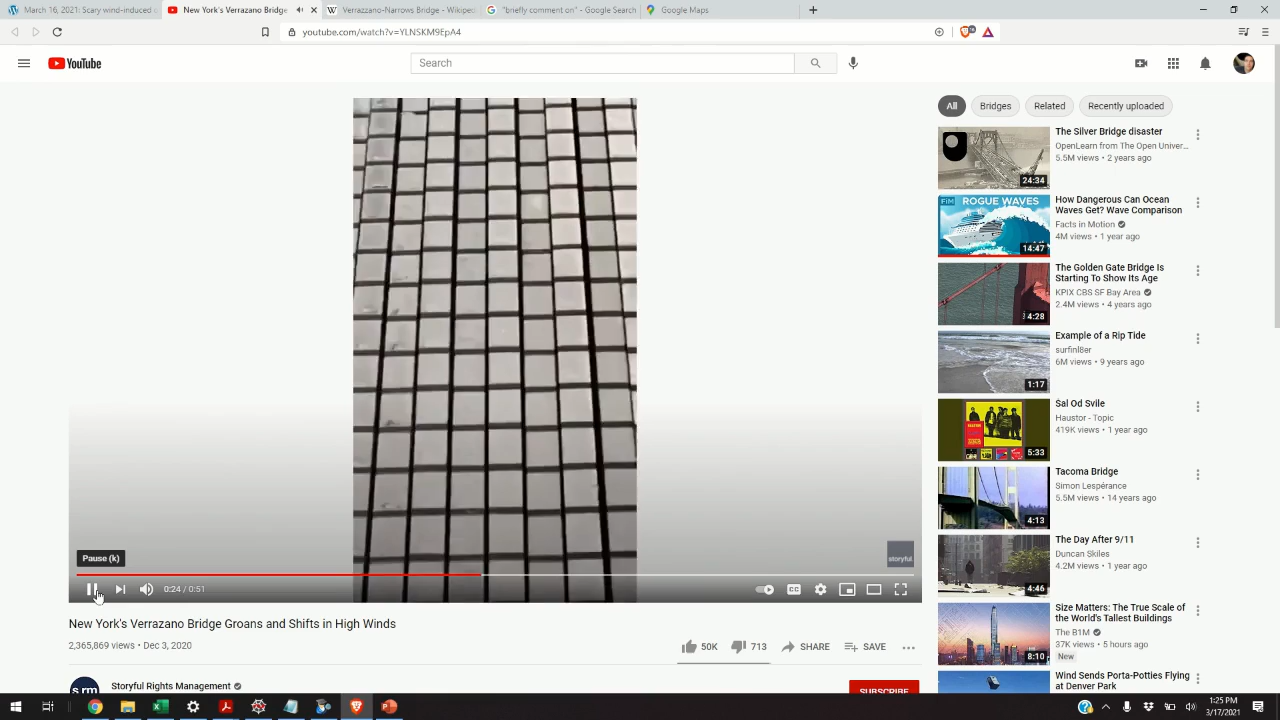 March 16, 2021: Scary wind-induced
New York's Verrazano Bridge
Verrazano-Narrows Bridge - Wikiped
"briefly comment on" - Google Search
Google Maps
youtube.com/watch?v=YLNSKM9EpA4
YouTube
Search
All
Bridges
Related
Recently uploaded
The Silver Bridge disaster
OpenLearn from The Open Univer...
5.5M views • 2 years ago
24:34
FiM
ROGUE WAVES
14:47
How Dangerous Can Ocean
Waves Get? Wave Comparison
Facts in Motion
4M views • 1 year ago
The Golden Gate Bridge Is
Starting To Show Its Age
KPIX CBS SF Bay Area
2.4M views • 4 years ago
4:28
Example of a Rip Tide
surfinl8er
6M views • 9 years ago
1:17
Šal Od Svile
Haustor - Topic
419K views • 1 year ago
5:33
Tacoma Bridge
Simon Lespérance
5.5M views • 14 years ago
4:13
The Day After 9/11
Duncan Skiles
4.2M views • 1 year ago
4:46
Size Matters: The True Scale of
the World's Tallest Buildings
The B1M
37K views • 5 hours ago
New
8:10
Wind Sends Porta-Potties Flying
at Denver Park
Pause (k)
storyful
0:24 / 0:51
CC
New York's Verrazano Bridge Groans and Shifts in High Winds
2,365,869 views • Dec 3, 2020
50K
713
SHARE
SAVE
srm
Storyful Rights Management
SUBSCRIBE
1:25 PM
3/17/2021